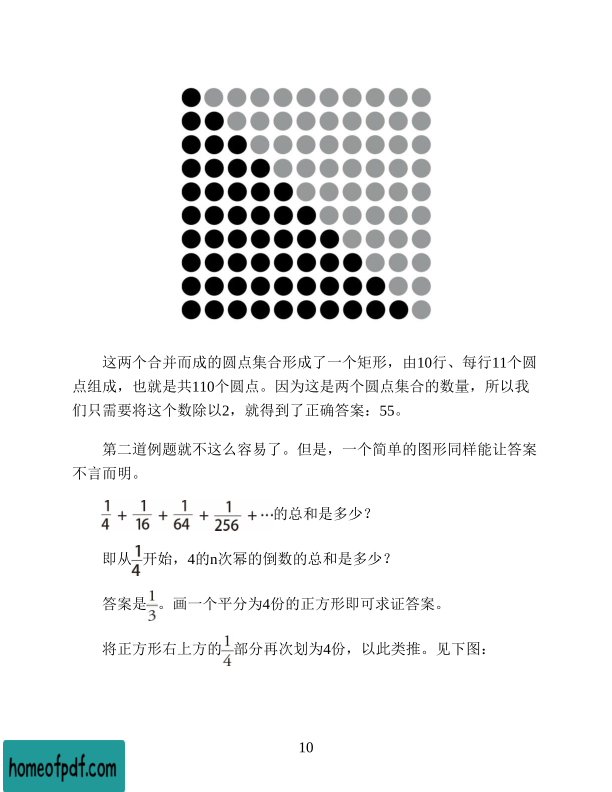 这两个合并而成的圆点集合形成了一个矩形，由10行、每行11个圆
点组成，也就是共110个圆点。因为这是两个圆点集合的数量，所以我
们只需要将这个数除以2，就得到了正确答案：55。
第二道例题就不这么容易了。但是，一个简单的图形同样能让答案
不言而明。
1/4 + 1/16 + 1/64 + 1/256 + ⋯的总和是多少？
即从1/4开始，4的n次幂的倒数的总和是多少？
答案是1/3。画一个平分为4份的正方形即可求证答案。
将正方形右上方的1/4部分再次划为4份，以此类推。见下图：
10
homeofpdf.com